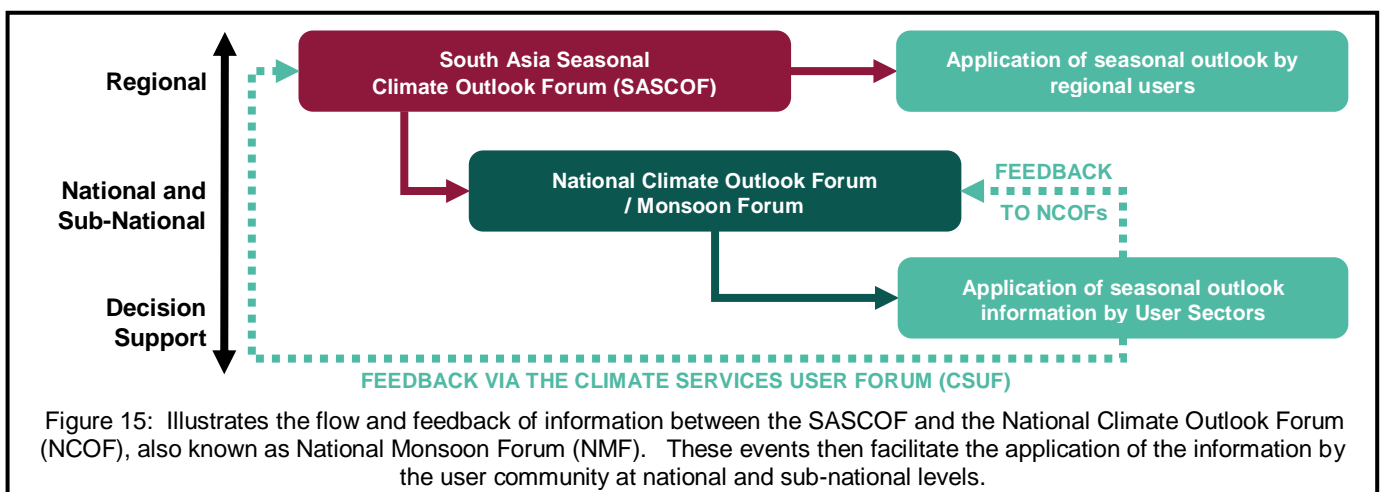 Regional
National and
Sub-National
Decision
Support
South Asia Seasonal
Climate Outlook Forum (SASCOF)
Application of seasonal outlook by
regional users
National Climate Outlook Forum
/ Monsoon Forum
FEEDBACK
TO NCOFs
Application of seasonal outlook
information by User Sectors
FEEDBACK VIA THE CLIMATE SERVICES USER FORUM (CSUF)
Figure 15: Illustrates the flow and feedback of information between the SASCOF and the National Climate Outlook Forum
(NCOF), also known as National Monsoon Forum (NMF). These events then facilitate the application of the information by
the user community at national and sub-national levels.